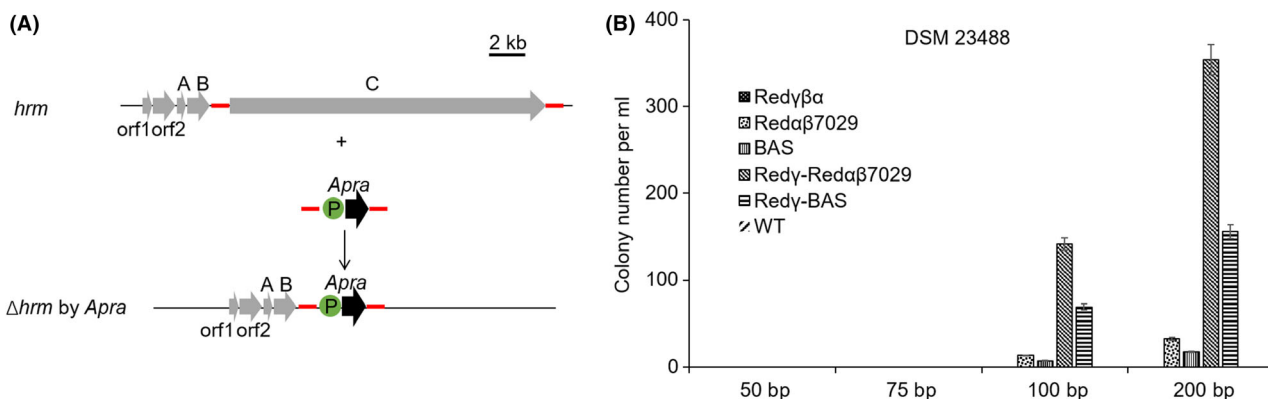 (A)
2 kb
A B
C
hrm
orf1 orf2
+
Apra
P
Apra
A B
P
Δhrm by Apra
orf1 orf2
(B)
DSM 23488
Colony number per ml
400
300
200
100
0
Redγβα
Redαβ7029
BAS
Redγ-Redαβ7029
Redγ-BAS
WT
50 bp
75 bp
100 bp
200 bp